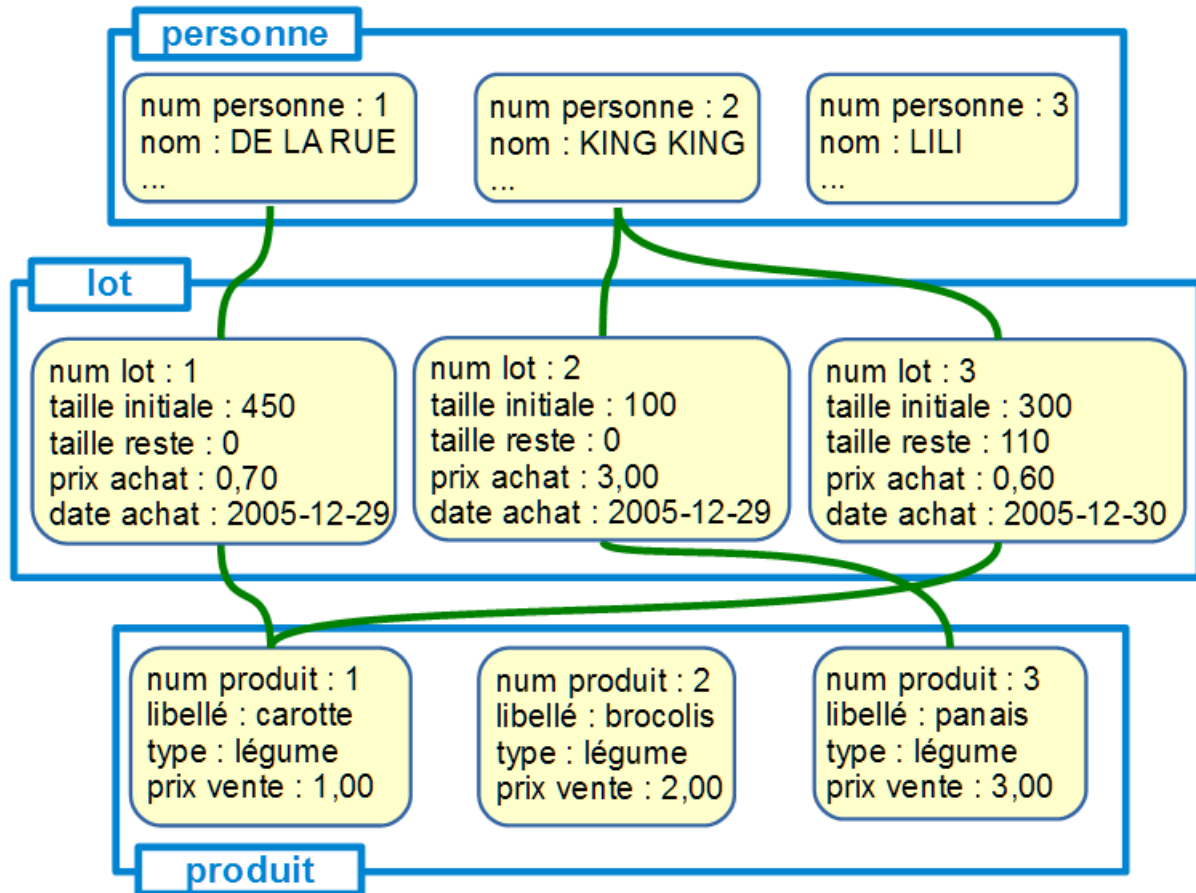 personne
num personne : 1
nom : DE LA RUE
...
num personne : 2
nom : KING KING
...
num personne : 3
nom : LILI
...
lot
num lot : 1
taille initiale : 450
taille reste : 0
prix achat : 0,70
date achat : 2005-12-29
num lot : 2
taille initiale : 100
taille reste : 0
prix achat : 3,00
date achat : 2005-12-29
num lot : 3
taille initiale : 300
taille reste : 110
prix achat : 0,60
date achat : 2005-12-30
num produit : 1
libellé : carotte
type : légume
prix vente : 1,00
num produit : 2
libellé : brocolis
type : légume
prix vente : 2,00
num produit : 3
libellé : panais
type : légume
prix vente : 3,00
produit